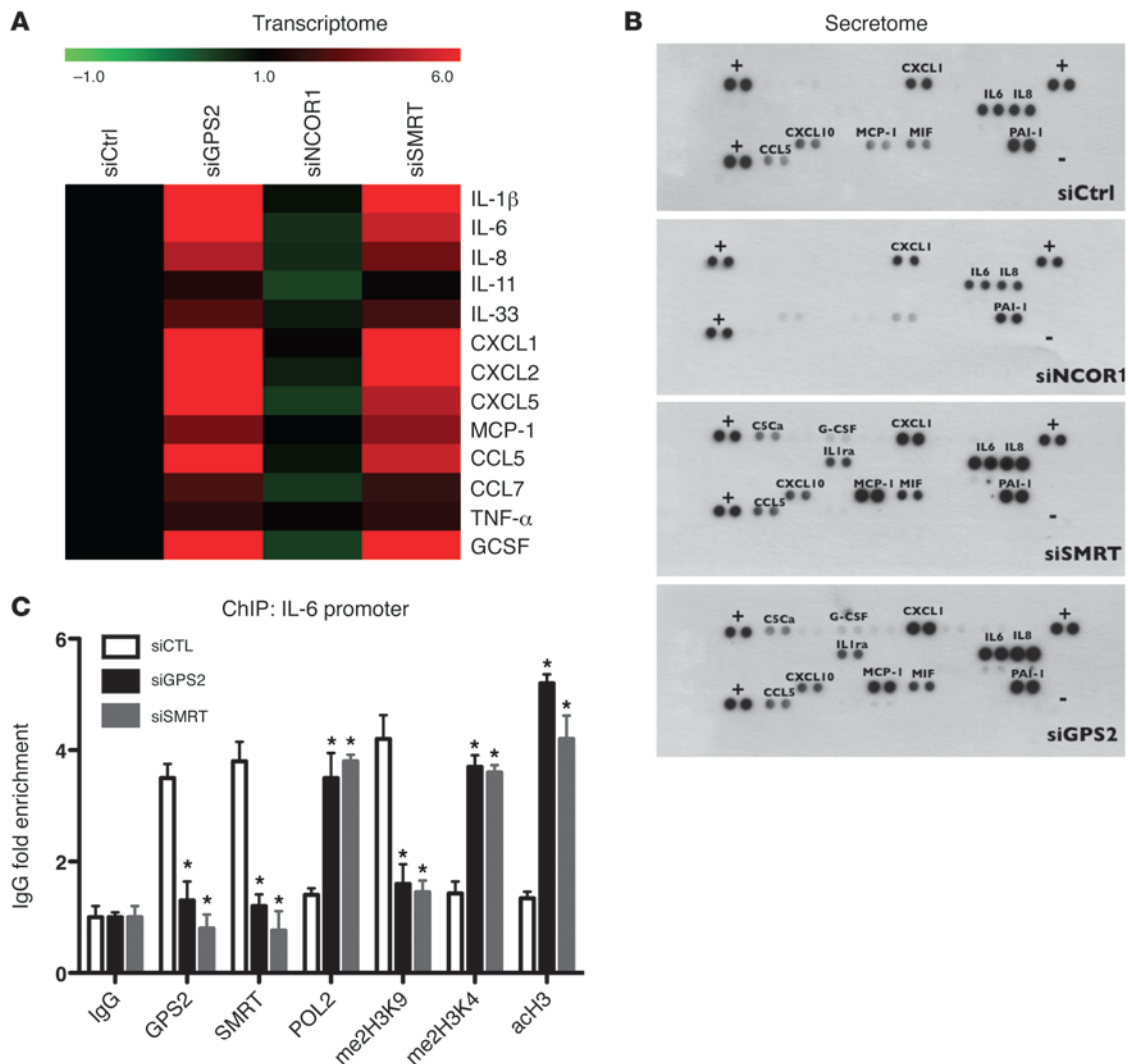 A
Transcriptome
–1.0 1.0 6.0
siCtrl siGPS2 siNCOR1 siSMRT
IL-1β
IL-6
IL-8
IL-11
IL-33
CXCL1
CXCL2
CXCL5
MCP-1
CCL5
CCL7
TNF-α
GCSF
B
Secretome
+ CXCL1 +
IL6 IL8
+ CCL5 CXCL10 MCP-1 MIF PAI-1 -
siCtrl
+ CXCL1 +
IL6 IL8
+ PAI-1 -
siNCOR1
+ C5Ca G-CSF CXCL1 +
IL1ra IL6 IL8
+ CCL5 CXCL10 MCP-1 MIF PAI-1 -
siSMRT
+ C5Ca G-CSF CXCL1 +
IL1ra IL6 IL8
+ CCL5 CXCL10 MCP-1 MIF PAI-1 -
siGPS2
C
ChIP: IL-6 promoter
siCTL
siGPS2
siSMRT
IgG fold enrichment
6
4
2
0
* * * * * * * * * * * *
IgG GPS2 SMRT POL2 me2H3K9 me2H3K4 acH3